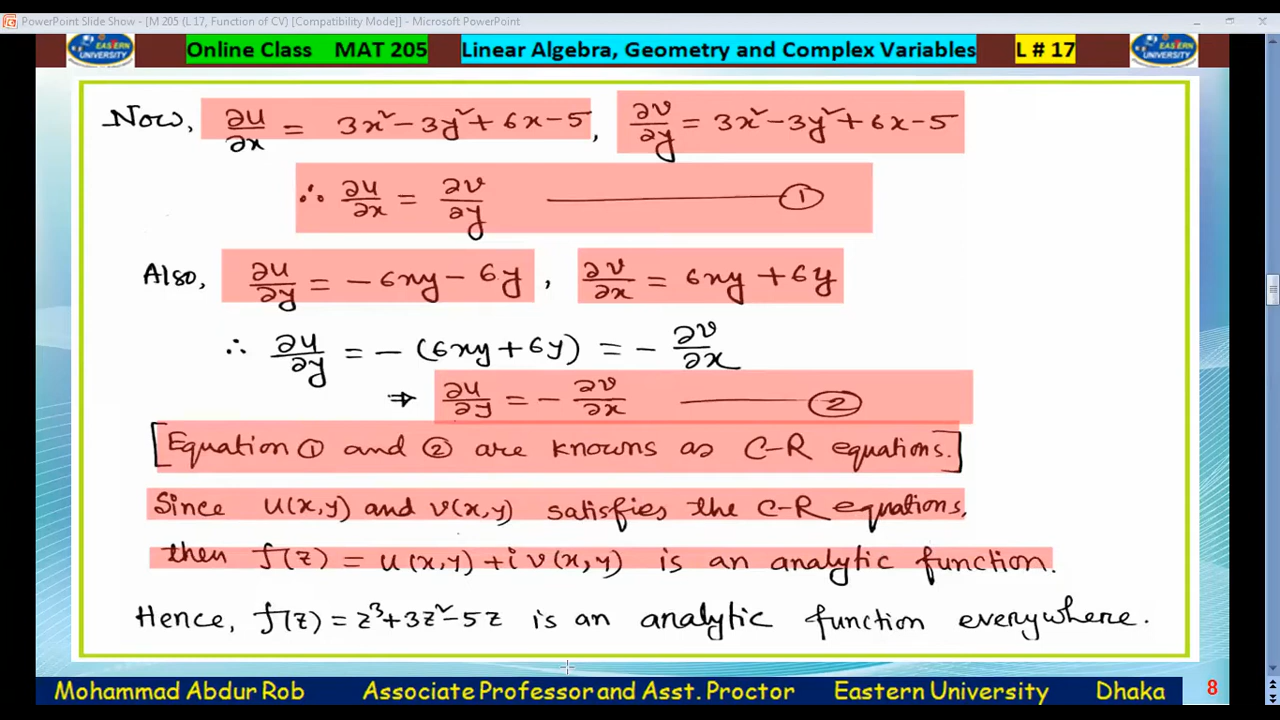 PowerPoint Slide Show - [M 205 (L 17, Function of CV) [Compatibility Mode]] - Microsoft PowerPoint
EASTERN UNIVERSITY Online Class MAT 205 Linear Algebra, Geometry and Complex Variables L # 17 EASTERN UNIVERSITY
Now, ∂u/∂x = 3x² - 3y² + 6x - 5, ∂v/∂y = 3x² - 3y² + 6x - 5
∴ ∂u/∂x = ∂v/∂y ——— ①
Also, ∂u/∂y = - 6xy - 6y, ∂v/∂x = 6xy + 6y
∴ ∂u/∂y = - (6xy + 6y) = - ∂v/∂x
⇒ ∂u/∂y = - ∂v/∂x ——— ②
[Equation ① and ② are knowns as C-R equations.]
Since u(x,y) and v(x,y) satisfies the C-R equations,
then f(z) = u(x,y) + i v(x,y) is an analytic function.
Hence, f(z) = z³ + 3z² - 5z is an analytic function everywhere.
Mohammad Abdur Rob Associate Professor and Asst. Proctor Eastern University Dhaka 8